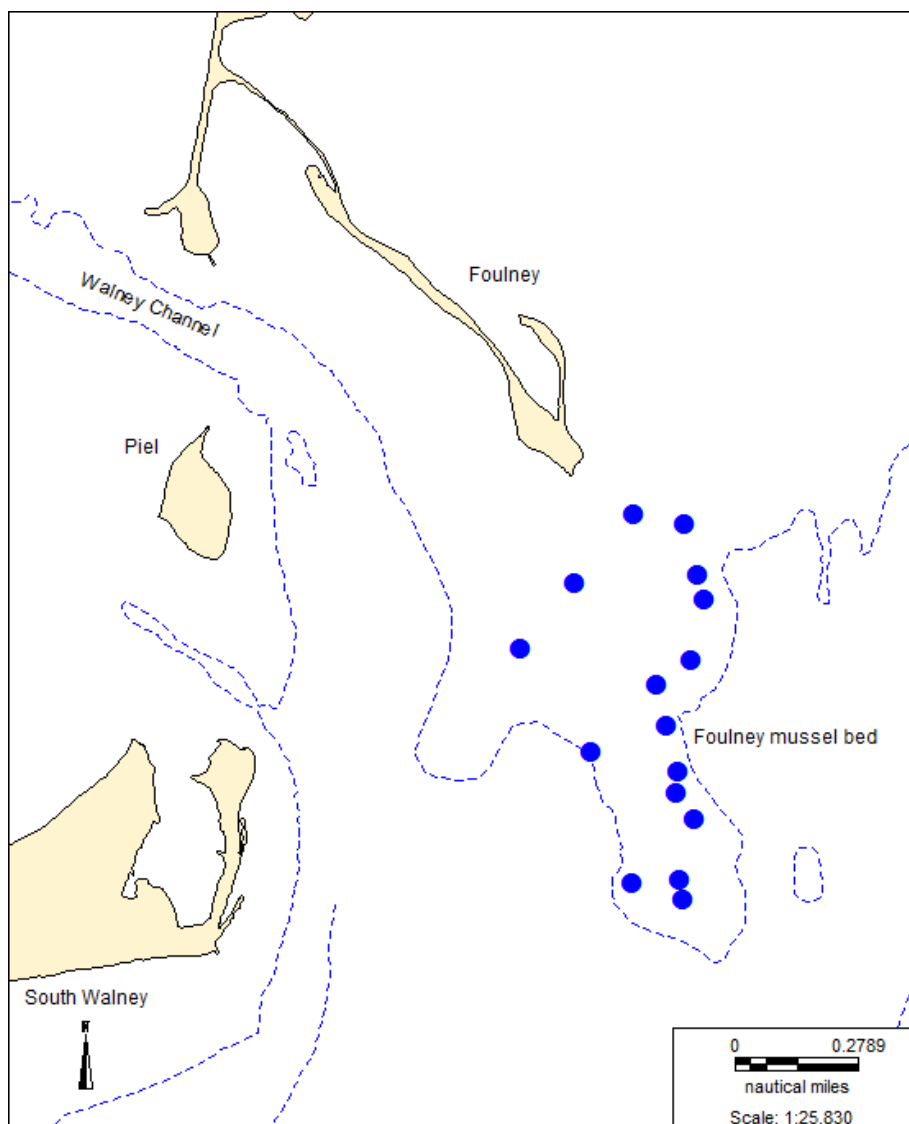 Foulney
Walney Channel
Piel
Foulney mussel bed
South Walney
N
0 0.2789
nautical miles
Scale: 1:25,830